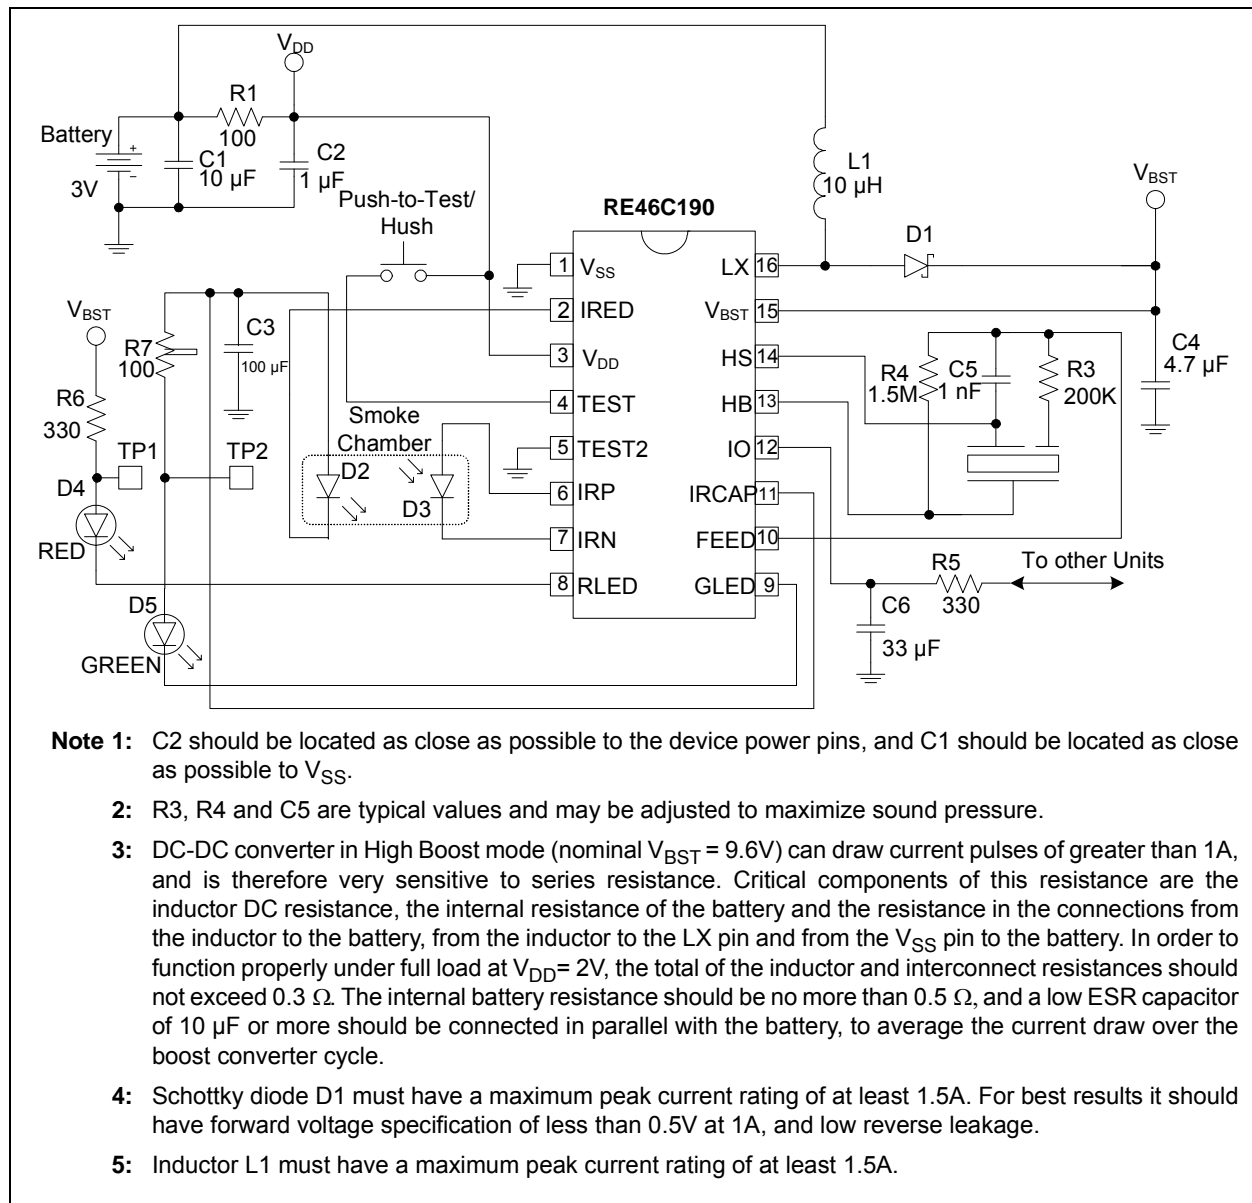 VDD
R1
100
Battery
+
−
3V
C1
10 µF
C2
1 µF
L1
10 µH
VBST
Push-to-Test/
Hush
RE46C190
D1
1
VSS
LX
16
2
IRED
VBST
15
3
VDD
HS
14
4
TEST
HB
13
5
TEST2
IO
12
6
IRP
IRCAP
11
7
IRN
FEED
10
8
RLED
GLED
9
VBST
R7
100
C3
100 µF
R6
330
TP1
TP2
Smoke
Chamber
D2
D3
D4
RED
D5
GREEN
R4
1.5M
C5
1 nF
R3
200K
C4
4.7 µF
R5
330
To other Units
C6
33 µF
Note 1: C2 should be located as close as possible to the device power pins, and C1 should be located as close
as possible to VSS.
2: R3, R4 and C5 are typical values and may be adjusted to maximize sound pressure.
3: DC-DC converter in High Boost mode (nominal VBST = 9.6V) can draw current pulses of greater than 1A,
and is therefore very sensitive to series resistance. Critical components of this resistance are the
inductor DC resistance, the internal resistance of the battery and the resistance in the connections from
the inductor to the battery, from the inductor to the LX pin and from the VSS pin to the battery. In order to
function properly under full load at VDD= 2V, the total of the inductor and interconnect resistances should
not exceed 0.3 Ω. The internal battery resistance should be no more than 0.5 Ω, and a low ESR capacitor
of 10 µF or more should be connected in parallel with the battery, to average the current draw over the
boost converter cycle.
4: Schottky diode D1 must have a maximum peak current rating of at least 1.5A. For best results it should
have forward voltage specification of less than 0.5V at 1A, and low reverse leakage.
5: Inductor L1 must have a maximum peak current rating of at least 1.5A.